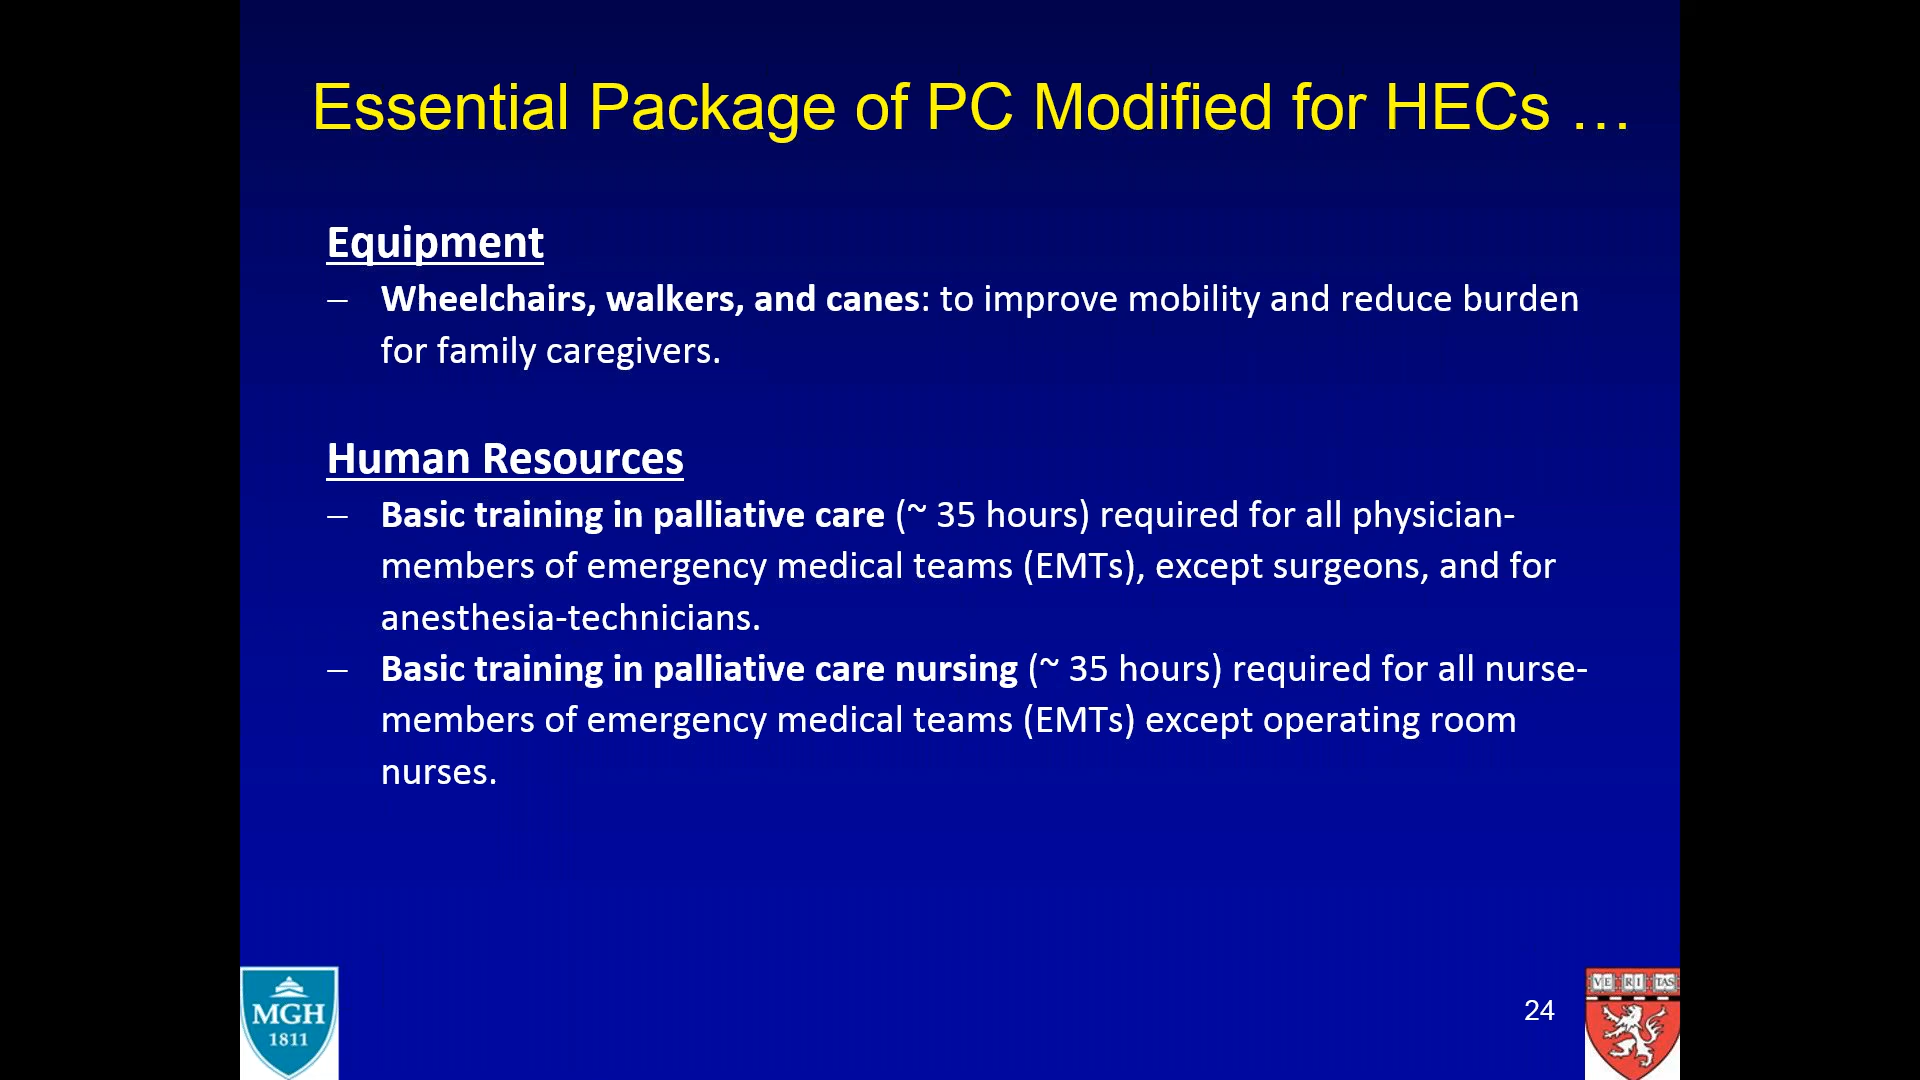 Essential Package of PC Modified for HECs …
Equipment
– Wheelchairs, walkers, and canes: to improve mobility and reduce burden
for family caregivers.
Human Resources
– Basic training in palliative care (~ 35 hours) required for all physician-
members of emergency medical teams (EMTs), except surgeons, and for
anesthesia-technicians.
– Basic training in palliative care nursing (~ 35 hours) required for all nurse-
members of emergency medical teams (EMTs) except operating room
nurses.
MGH
1811
24
VE RI TAS